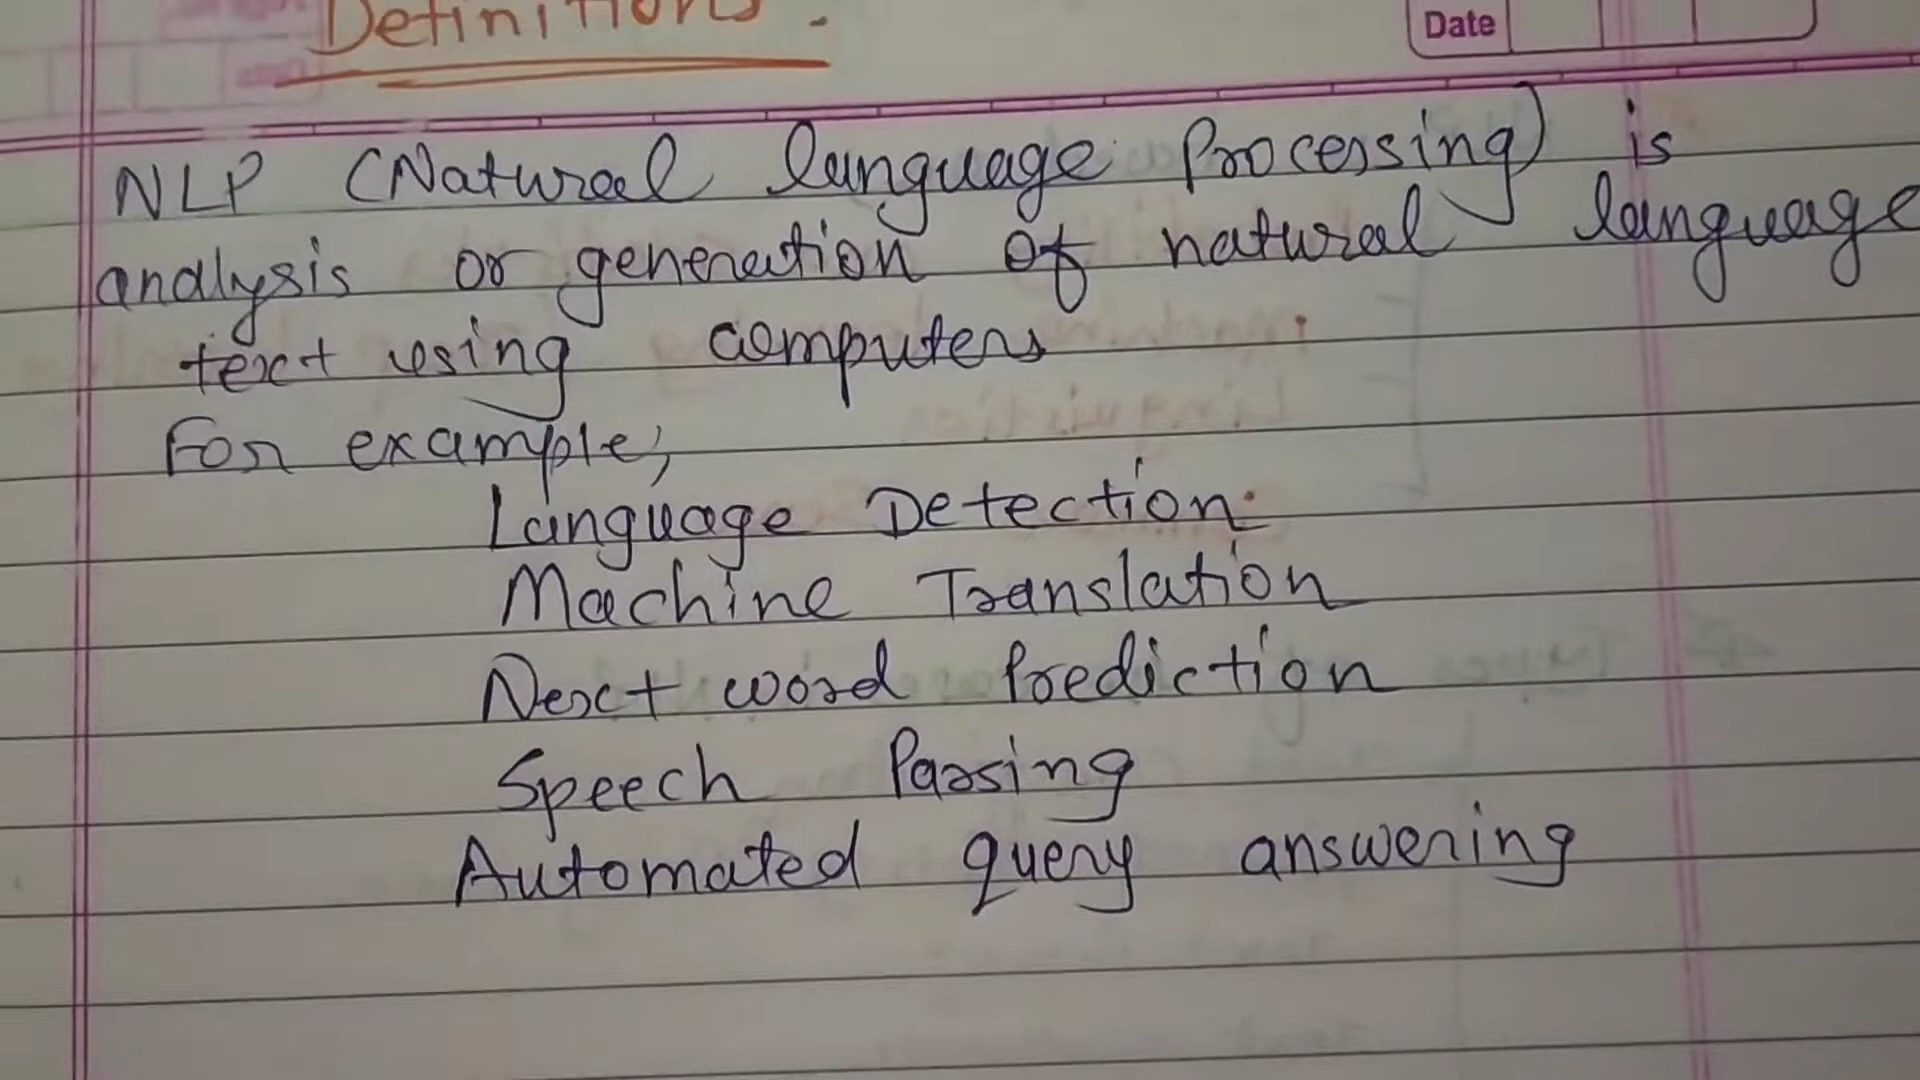 Definitions.
Date
NLP (Natural language Processing) is
analysis or generation of natural language
text using computers
For example,
Language Detection
Machine Translation
Next word Prediction
Speech Parsing
Automated query answering